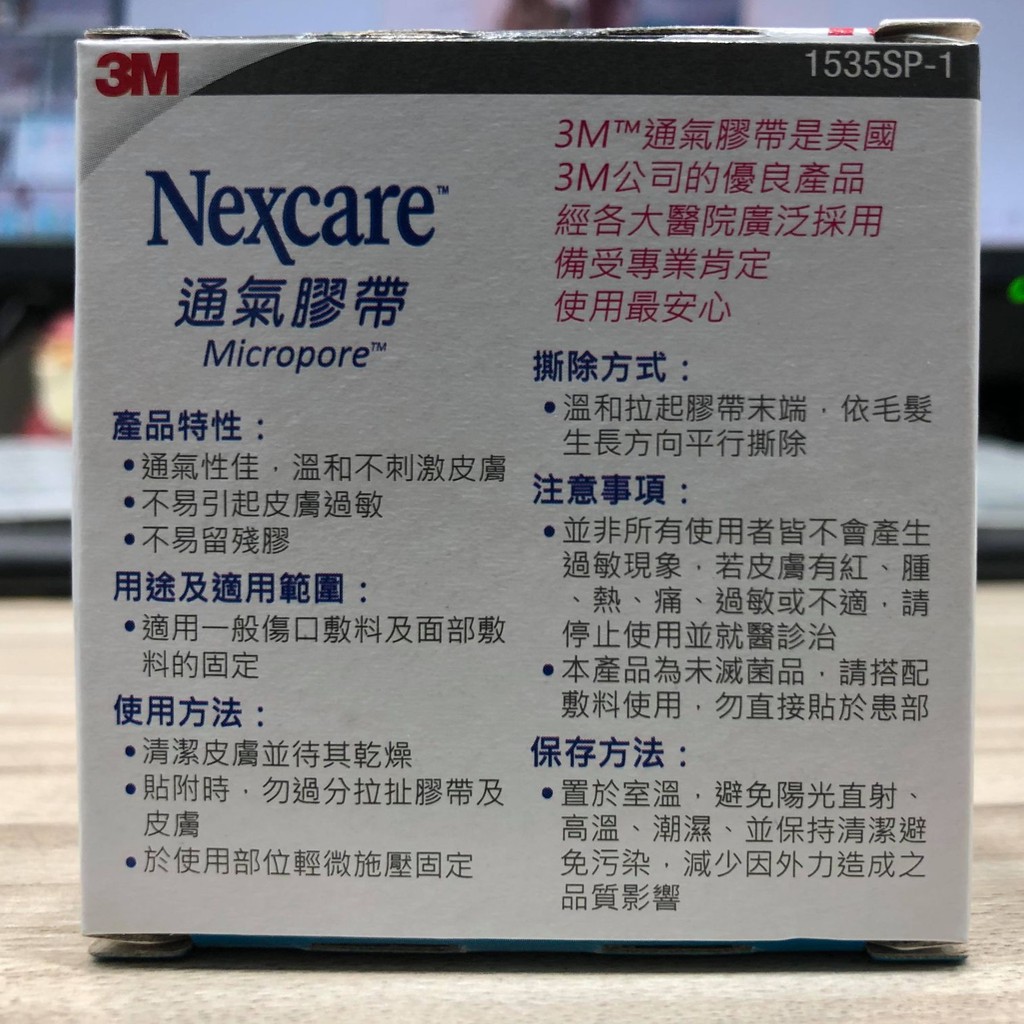 3M
1535SP-1
Nexcare™
通氣膠帶
Micropore™
產品特性：
•通氣性佳，溫和不刺激皮膚
•不易引起皮膚過敏
•不易留殘膠
用途及適用範圍：
•適用一般傷口敷料及面部敷
料的固定
使用方法：
•清潔皮膚並待其乾燥
•貼附時，勿過分拉扯膠帶及
皮膚
•於使用部位輕微施壓固定
3M™通氣膠帶是美國
3M公司的優良產品
經各大醫院廣泛採用
備受專業肯定
使用最安心
撕除方式：
•溫和拉起膠帶末端，依毛髮
生長方向平行撕除
注意事項：
•並非所有使用者皆不會產生
過敏現象，若皮膚有紅、腫
、熱、痛、過敏或不適，請
停止使用並就醫診治
•本產品為未滅菌品，請搭配
敷料使用，勿直接貼於患部
保存方法：
•置於室溫，避免陽光直射、
高溫、潮濕、並保持清潔避
免污染，減少因外力造成之
品質影響